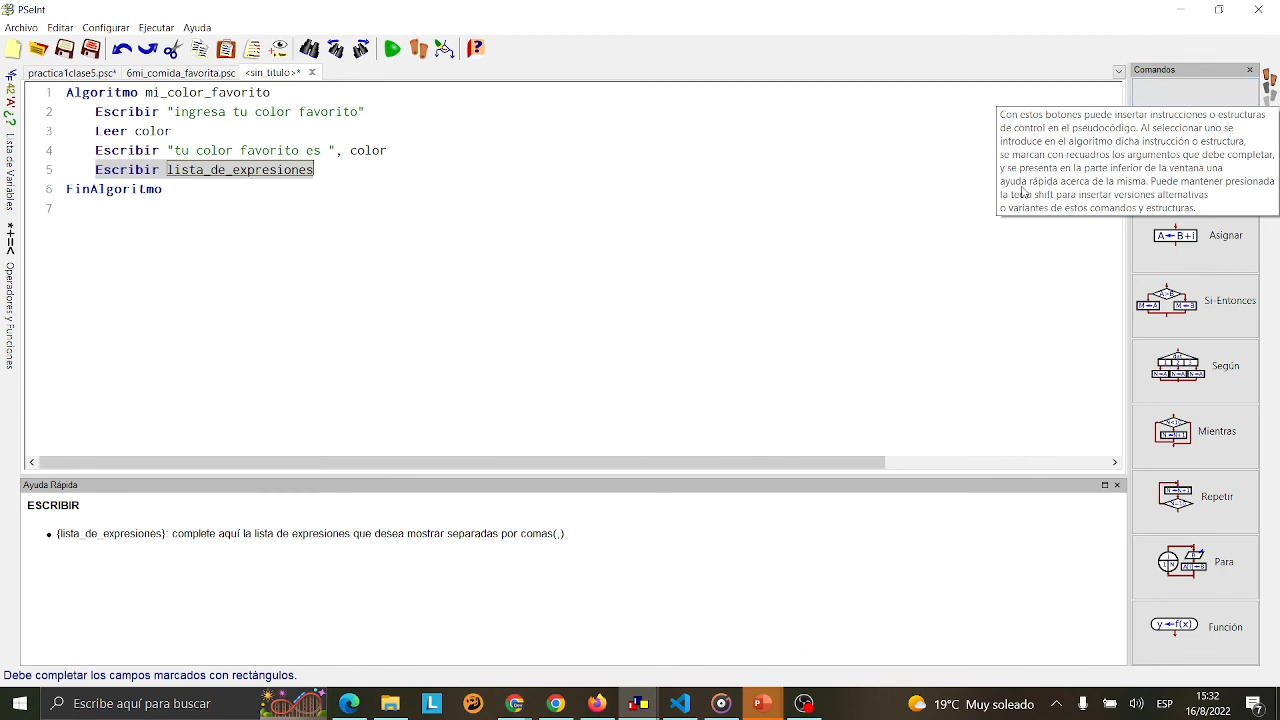 PSeInt
Archivo Editar Configurar Ejecutar Ayuda
practica1clase5.psc* 6mi_comida_favorita.psc <sin_titulo>* X
Comandos
1 Algoritmo mi_color_favorito
2 Escribir "ingresa tu color favorito"
3 Leer color
4 Escribir "tu color favorito es ", color
5 Escribir lista_de_expresiones
6 FinAlgoritmo
7
Lista de Variables
*+=< Operadores y Funciones
Con estos botones puede insertar instrucciones o estructuras
de control en el pseudocódigo. Al seleccionar uno se
introduce en el algoritmo dicha instrucción o estructura,
se marcan con recuadros los argumentos que debe completar,
y se presenta en la parte inferior de la ventana una
ayuda rápida acerca de la misma. Puede mantener presionada
la tecla shift para insertar versiones alternativas
o variantes de estos comandos y estructuras.
A←B+i Asignar
A>B M←A M←B Si-Entonces
Según
Mientras
Repetir
Para
y←f(x) Función
Ayuda Rápida
ESCRIBIR
• {lista_de_expresiones}: complete aquí la lista de expresiones que desea mostrar separadas por comas(,).
Debe completar los campos marcados con rectángulos.
Escribe aquí para buscar
19°C Muy soleado
ESP
15:32
16/8/2022